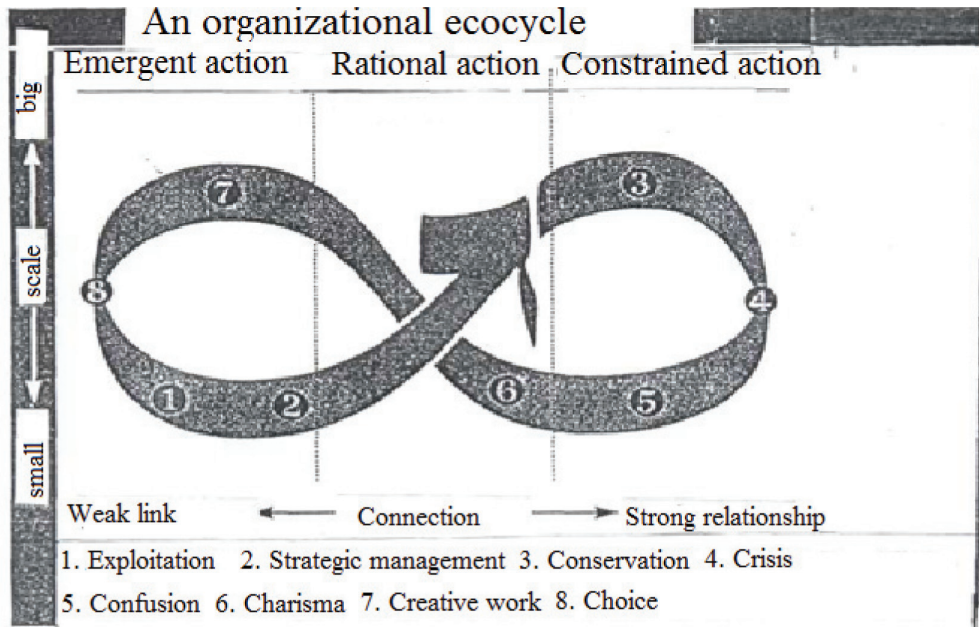 An organizational ecocycle
Emergent action Rational action Constrained action
big
scale
small
7
3
8
4
1
2
6
5
Weak link Connection Strong relationship
1. Exploitation 2. Strategic management 3. Conservation 4. Crisis
5. Confusion 6. Charisma 7. Creative work 8. Choice